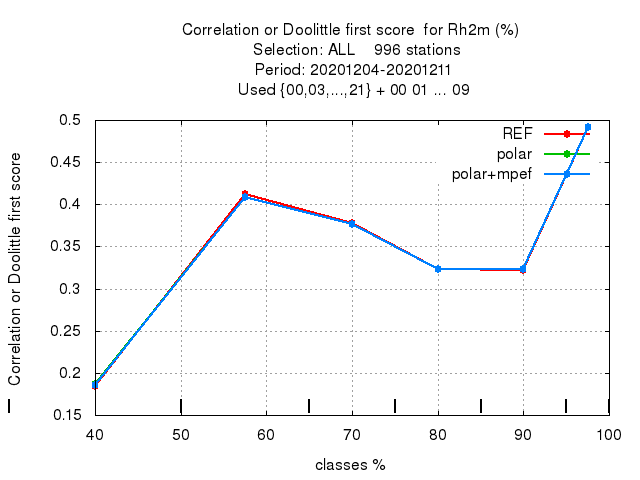 Correlation or Doolittle first score  for Rh2m (%)
Selection: ALL    996 stations
Period: 20201204-20201211
Used {00,03,...,21} + 00 01 ... 09
Correlation or Doolittle first score
0.5
0.45
0.4
0.35
0.3
0.25
0.2
0.15
REF
polar
polar+mpef
40 50 60 70 80 90 100
classes %